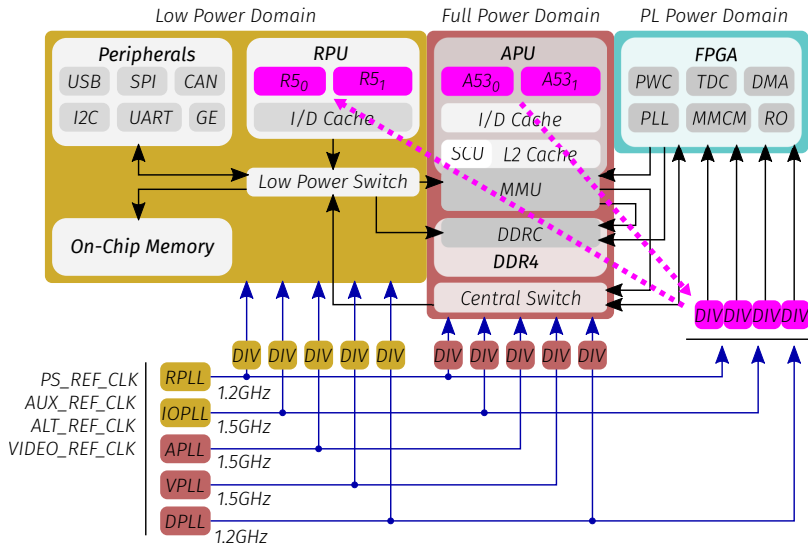 Low Power Domain Full Power Domain PL Power Domain
Peripherals RPU APU FPGA
USB SPI CAN R5₀ R5₁ A53₀ A53₁ PWC TDC DMA
I2C UART GE I/D Cache I/D Cache PLL MMCM RO
SCU L2 Cache
Low Power Switch MMU
On-Chip Memory DDRC
DDR4
Central Switch
DIV DIV DIV DIV
DIV DIV DIV DIV DIV DIV DIV DIV DIV DIV
PS_REF_CLK RPLL 1.2GHz
AUX_REF_CLK IOPLL 1.5GHz
ALT_REF_CLK APLL 1.5GHz
VIDEO_REF_CLK VPLL 1.5GHz
DPLL 1.2GHz